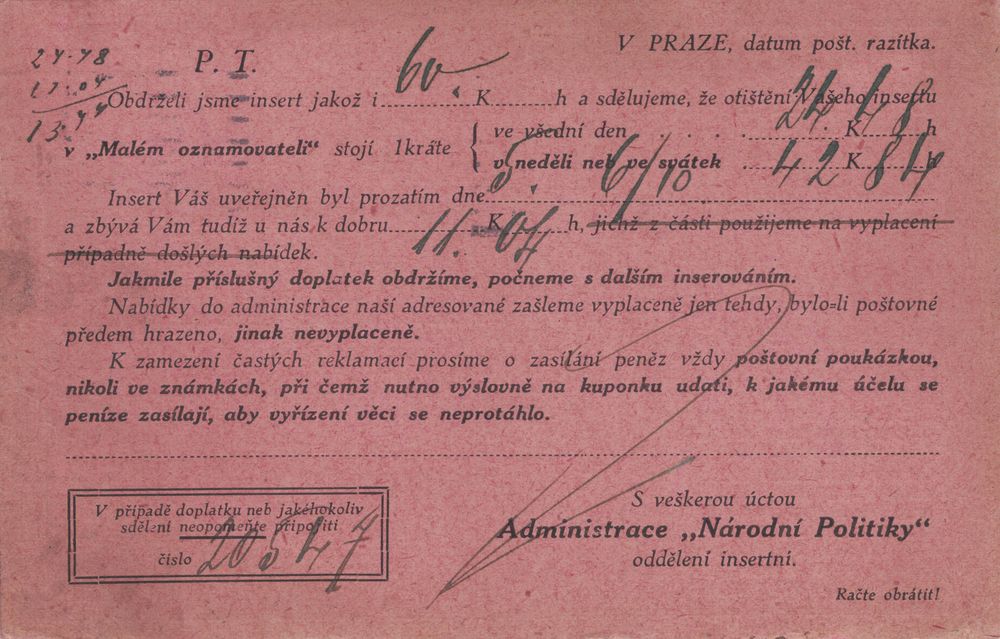 V PRAZE, datum pošt. razítka.
24·48
P. T.
11·04
13·44
Obdrželi jsme insert jakož i 60 · K h a sdělujeme, že otištění Vašeho insertu
v „Malém oznamovateli“ stojí 1kráte
ve všední den 24 K 48 h
v neděli neb ve svátek 42 K 84 h
Insert Váš uveřejněn byl prozatím dne 5. 6/10
a zbývá Vám tudíž u nás k dobru 11 K 04 h, jichž z části použijeme na vyplacení
případně došlých nabídek.
Jakmile příslušný doplatek obdržíme, počneme s dalším inserováním.
Nabídky do administrace naší adresované zašleme vyplaceně jen tehdy, bylo-li poštovné
předem hrazeno, jinak nevyplaceně.
K zamezení častých reklamací prosíme o zasílání peněz vždy poštovní poukázkou,
nikoli ve známkách, při čemž nutno výslovně na kuponku udati, k jakému účelu se
peníze zasílají, aby vyřízení věci se neprotáhlo.
V případě doplatku neb jakéhokoliv
sdělení neopomeňte připojiti
číslo 20547
S veškerou úctou
Administrace „Národní Politiky“
oddělení insertní.
Račte obrátit!